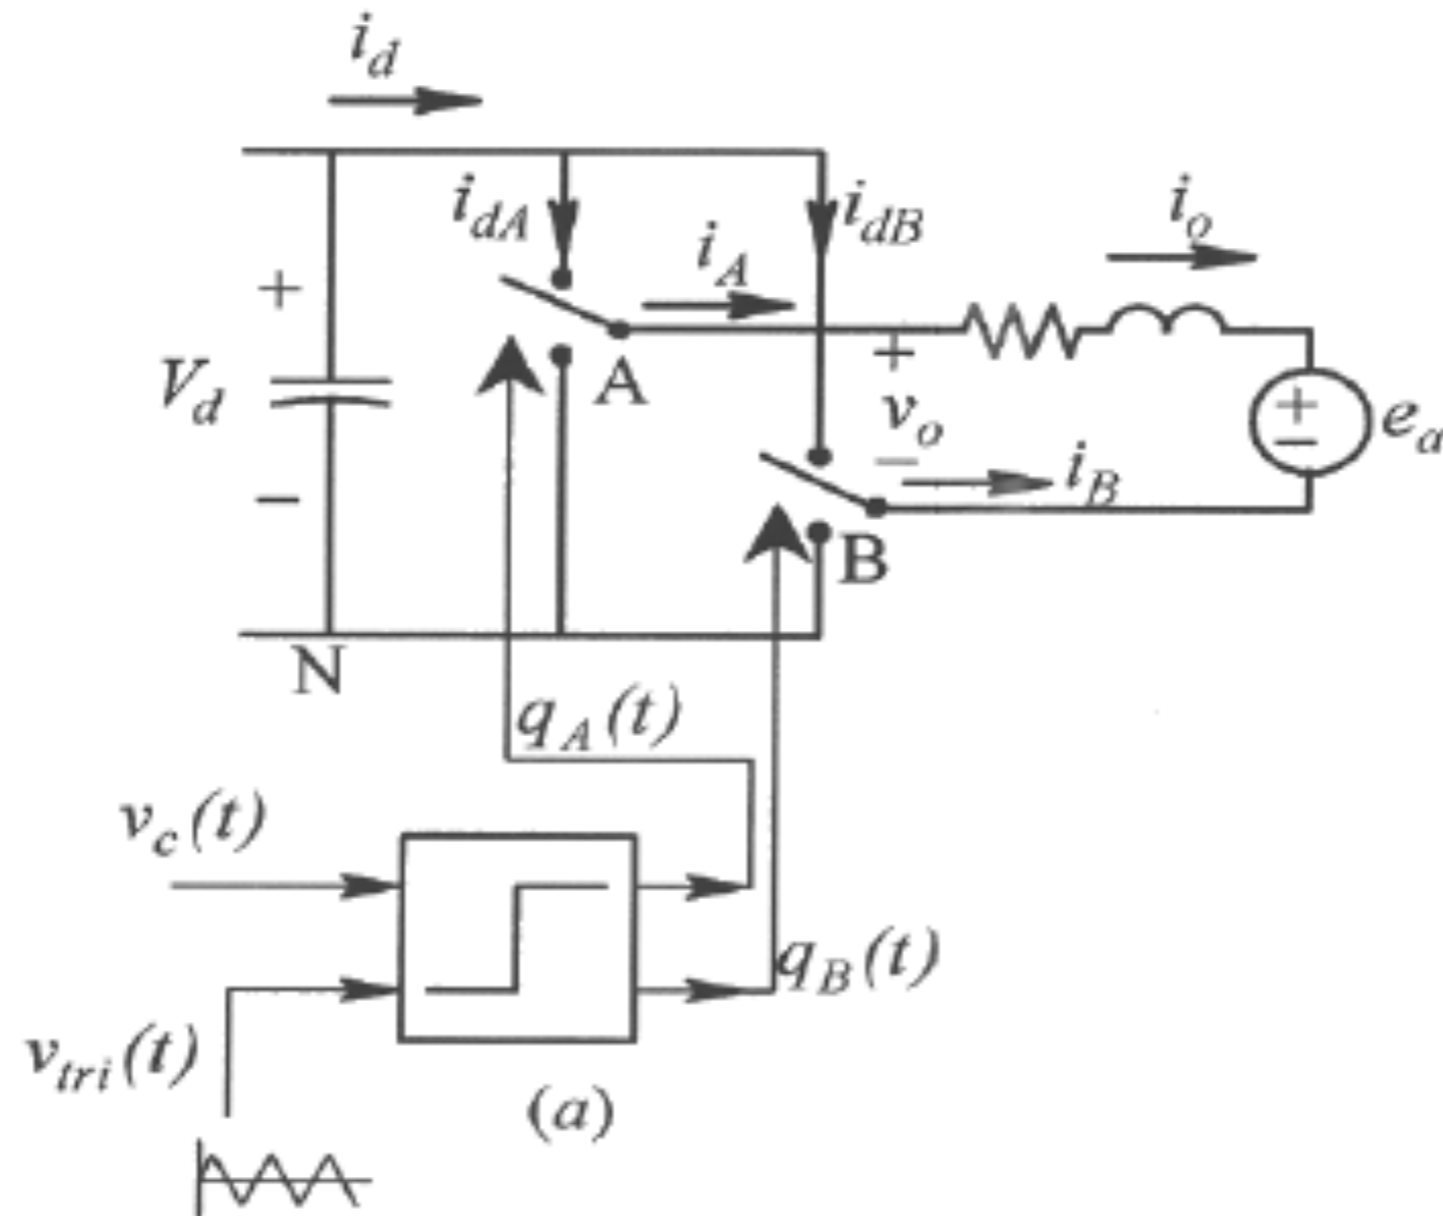 i_d
i_dA
i_dB
i_A
i_o
+
V_d
−
A
+
v_o
−
+
−
e_a
i_B
B
N
q_A(t)
v_c(t)
q_B(t)
v_tri(t)
(a)